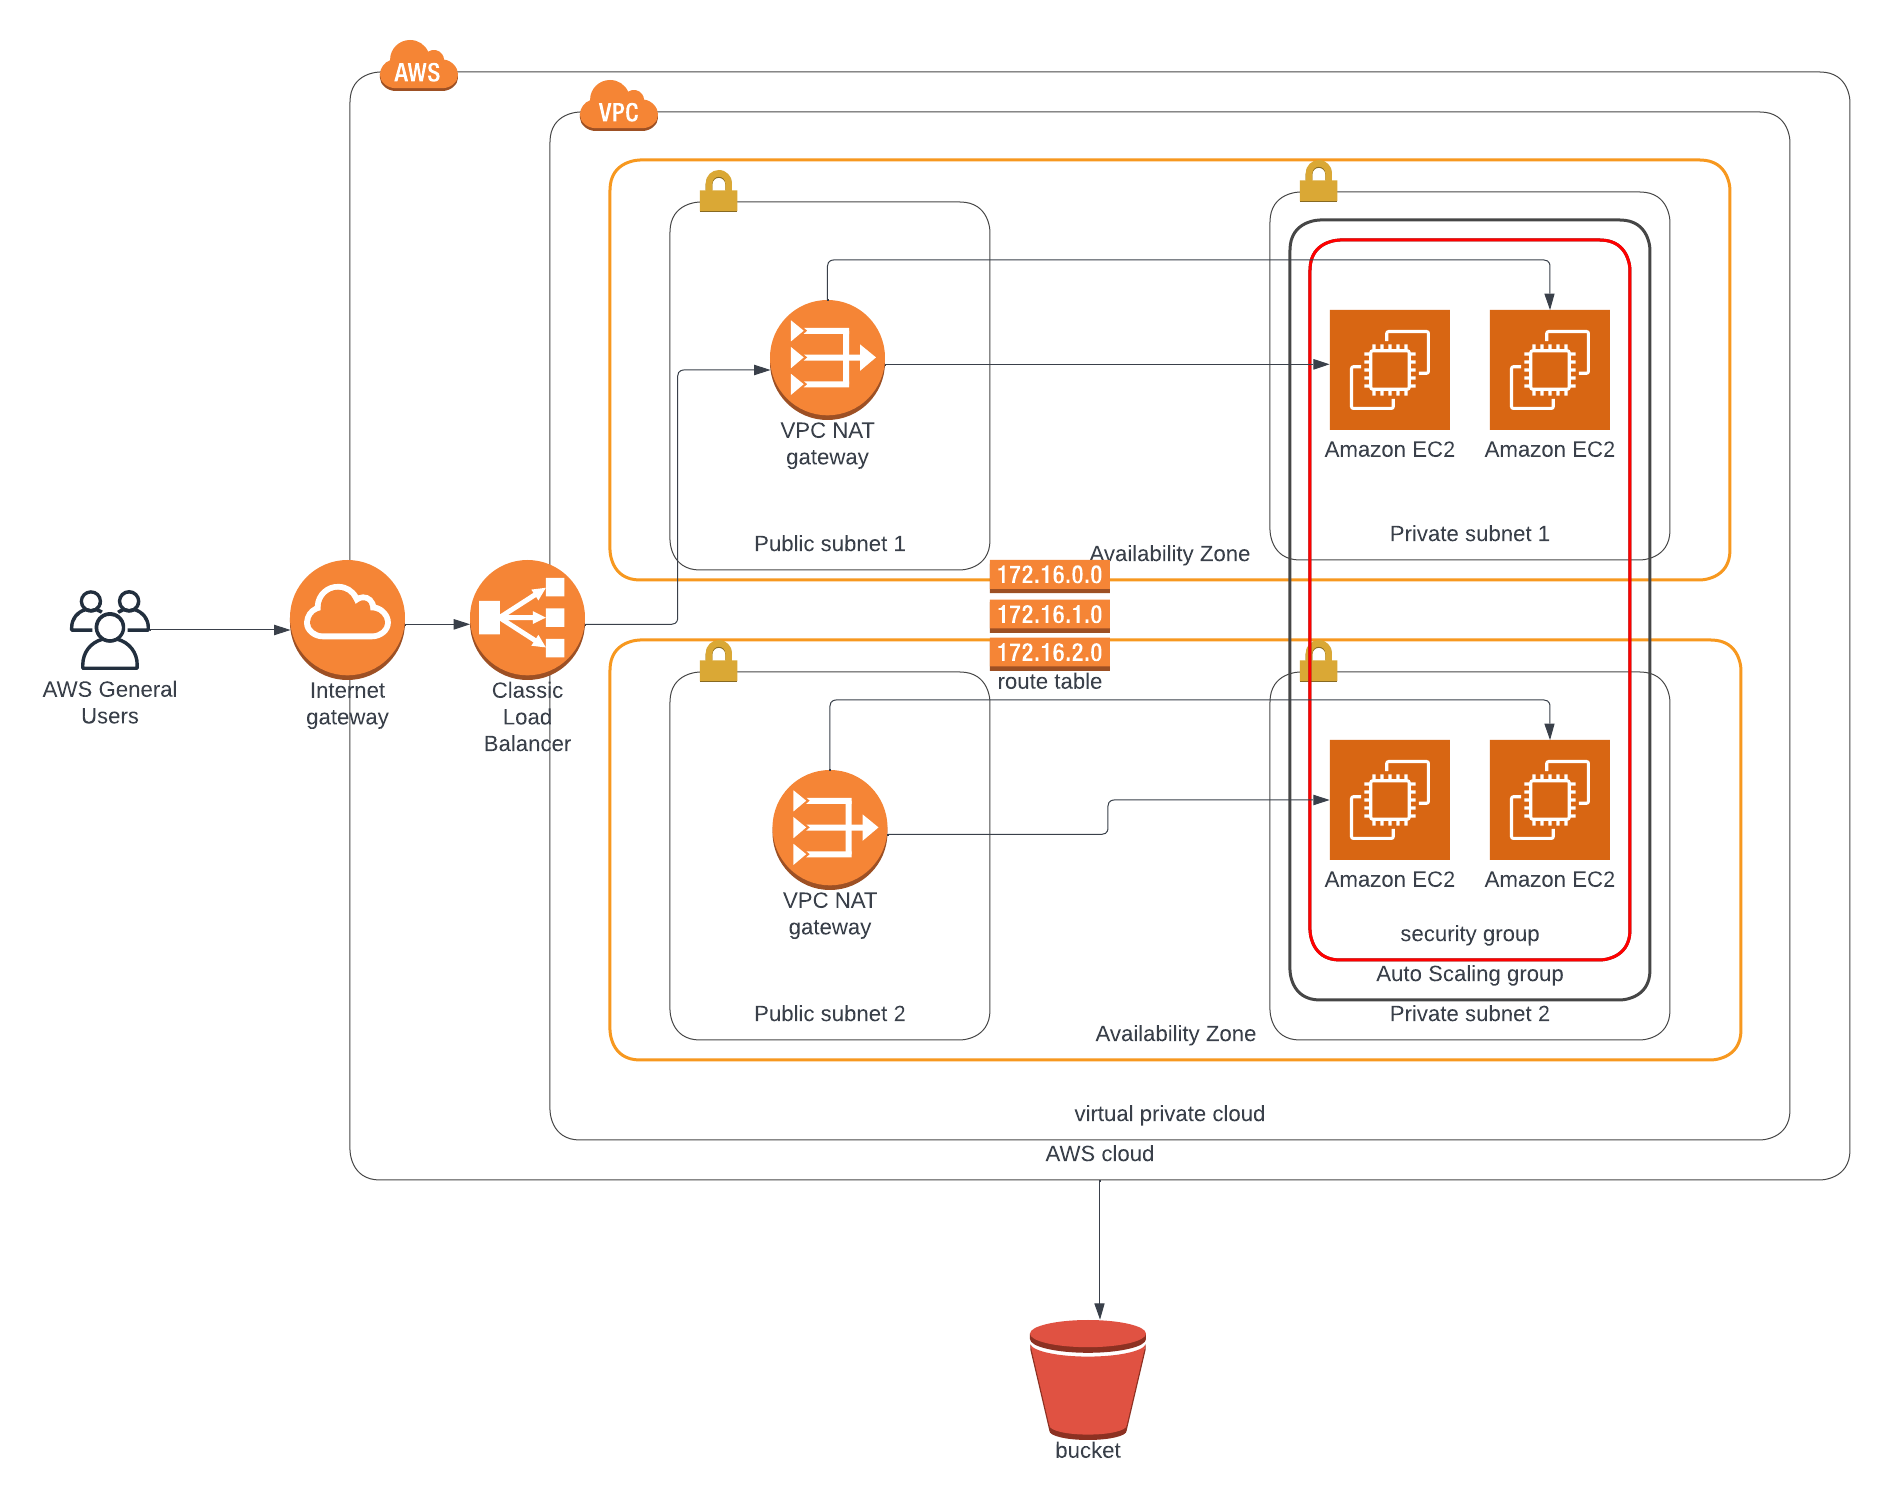 AWS
VPC
VPC NAT
gateway
Amazon EC2
Amazon EC2
Public subnet 1
Private subnet 1
Availability Zone
172.16.0.0
172.16.1.0
172.16.2.0
route table
AWS General
Users
Internet
gateway
Classic
Load
Balancer
VPC NAT
gateway
Amazon EC2
Amazon EC2
security group
Auto Scaling group
Public subnet 2
Private subnet 2
Availability Zone
virtual private cloud
AWS cloud
bucket